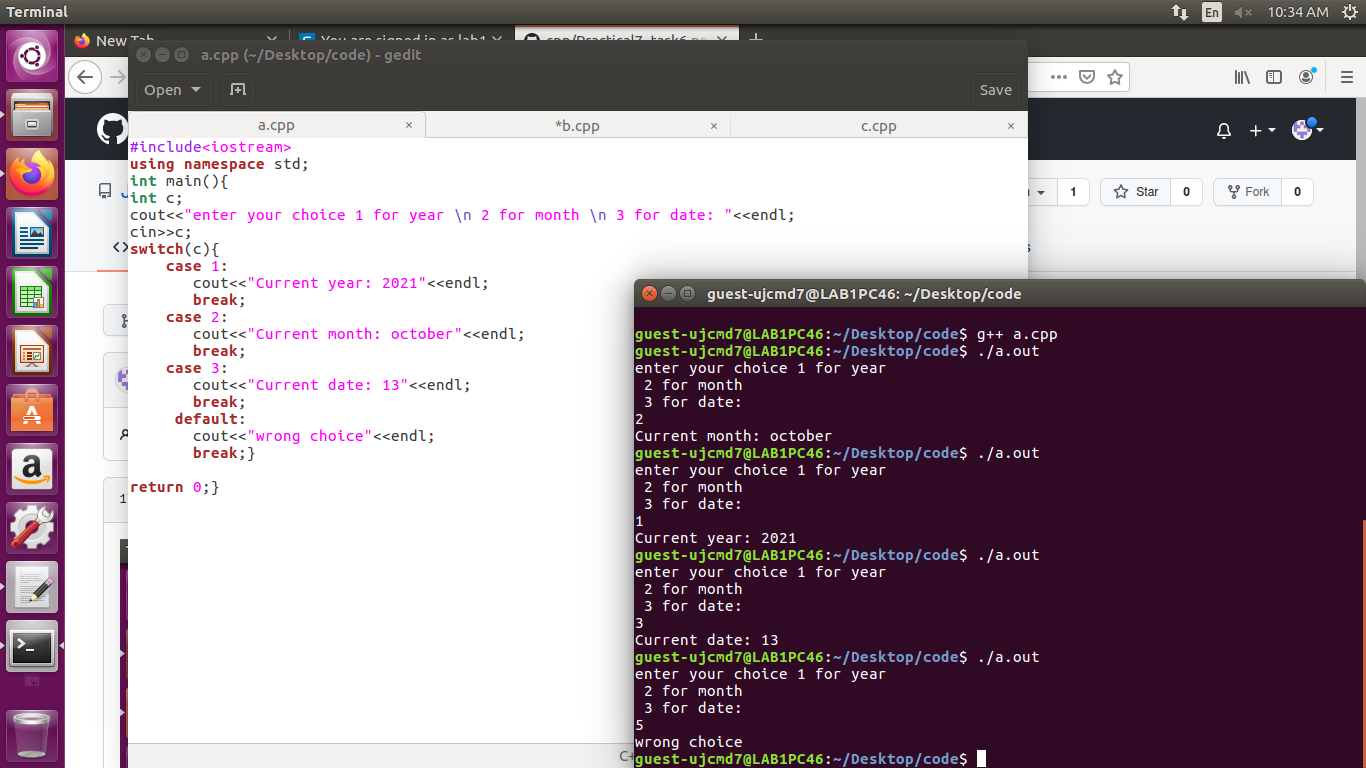 Terminal
En
10:34 AM
New Tab
You are signed in as lab1
cpp/Practical7_task6
a.cpp (~/Desktop/code) - gedit
Open
Save
a.cpp
*b.cpp
c.cpp
#include<iostream>
using namespace std;
int main(){
int c;
cout<<"enter your choice 1 for year \n 2 for month \n 3 for date: "<<endl;
cin>>c;
switch(c){
case 1:
cout<<"Current year: 2021"<<endl;
break;
case 2:
cout<<"Current month: october"<<endl;
break;
case 3:
cout<<"Current date: 13"<<endl;
break;
default:
cout<<"wrong choice"<<endl;
break;}
return 0;}
1
Star
0
Fork
0
guest-ujcmd7@LAB1PC46: ~/Desktop/code
guest-ujcmd7@LAB1PC46:~/Desktop/code$ g++ a.cpp
guest-ujcmd7@LAB1PC46:~/Desktop/code$ ./a.out
enter your choice 1 for year
2 for month
3 for date:
2
Current month: october
guest-ujcmd7@LAB1PC46:~/Desktop/code$ ./a.out
enter your choice 1 for year
2 for month
3 for date:
1
Current year: 2021
guest-ujcmd7@LAB1PC46:~/Desktop/code$ ./a.out
enter your choice 1 for year
2 for month
3 for date:
3
Current date: 13
guest-ujcmd7@LAB1PC46:~/Desktop/code$ ./a.out
enter your choice 1 for year
2 for month
3 for date:
5
wrong choice
guest-ujcmd7@LAB1PC46:~/Desktop/code$